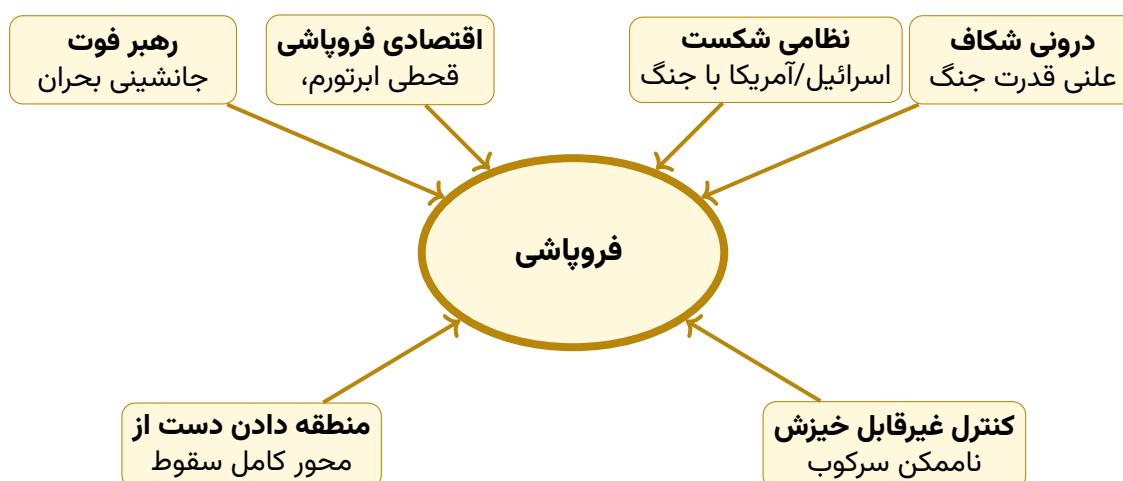 درونی شکاف
علنی قدرت جنگ
نظامی شکست
اسرائیل/آمریکا با جنگ
اقتصادی فروپاشی
قحطی ابرتورم،
رهبر فوت
جانشینی بحران
فروپاشی
کنترل غیرقابل خیزش
ناممکن سرکوب
منطقه دادن دست از
محور کامل سقوط